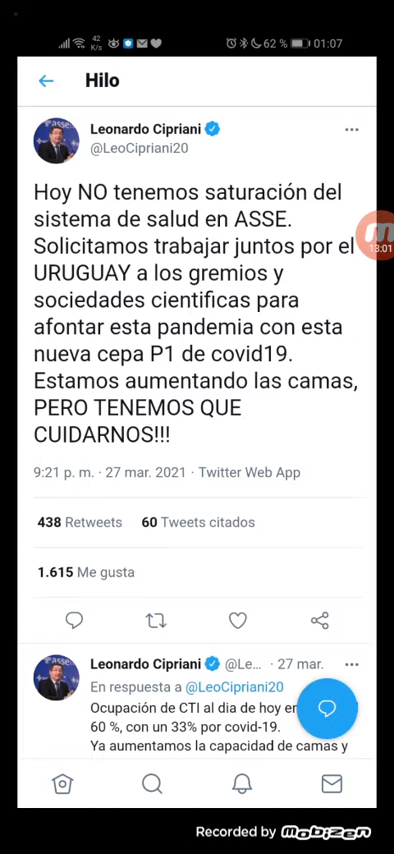 42
K/s
62 %
01:07
Hilo
Leonardo Cipriani
@LeoCipriani20
Hoy NO tenemos saturación del
sistema de salud en ASSE.
Solicitamos trabajar juntos por el
URUGUAY a los gremios y
sociedades cientificas para
afontar esta pandemia con esta
nueva cepa P1 de covid19.
Estamos aumentando las camas,
PERO TENEMOS QUE
CUIDARNOS!!!
13:01
9:21 p. m. · 27 mar. 2021 · Twitter Web App
438 Retweets 60 Tweets citados
1.615 Me gusta
Leonardo Cipriani @Le... · 27 mar.
En respuesta a @LeoCipriani20
Ocupación de CTI al dia de hoy en
60 %, con un 33% por covid-19.
Ya aumentamos la capacidad de camas y
Recorded by Mobizen